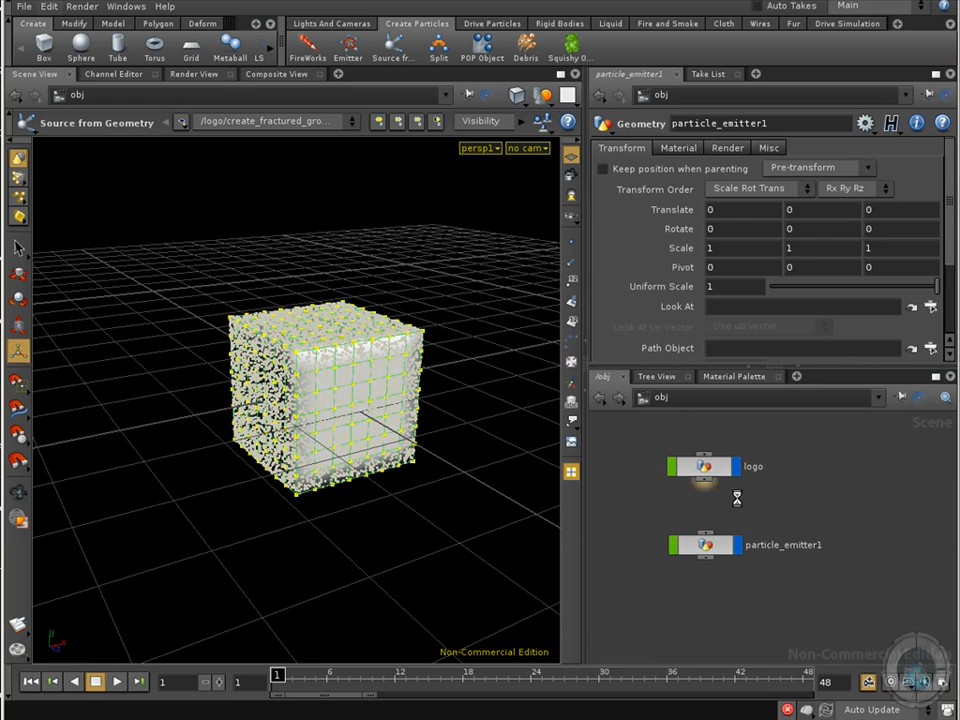 File Edit Render Windows Help
Auto Takes Main
Create Modify Model Polygon Deform
Lights And Cameras Create Particles Drive Particles Rigid Bodies Liquid Fire and Smoke Cloth Wires Fur Drive Simulation
Box Sphere Tube Torus Grid Metaball LS
FireWorks Emitter Source fr... Split POP Object Debris Squishy O...
Scene View Channel Editor Render View Composite View
particle_emitter1 Take List
obj
obj
Source from Geometry /logo/create_fractured_gro... Visibility
Geometry particle_emitter1
persp1 no cam
Transform Material Render Misc
Keep position when parenting Pre-transform
Transform Order Scale Rot Trans Rx Ry Rz
Translate 0 0 0
Rotate 0 0 0
Scale 1 1 1
Pivot 0 0 0
Uniform Scale 1
Look At
Look At Up Vector Use up vector
Path Object
/obj Tree View Material Palette
obj
Scene
logo
particle_emitter1
Non-Commercial Edition
Non-Commercial Edition
1 1 1 6 12 18 24 30 36 42 48 48
Auto Update